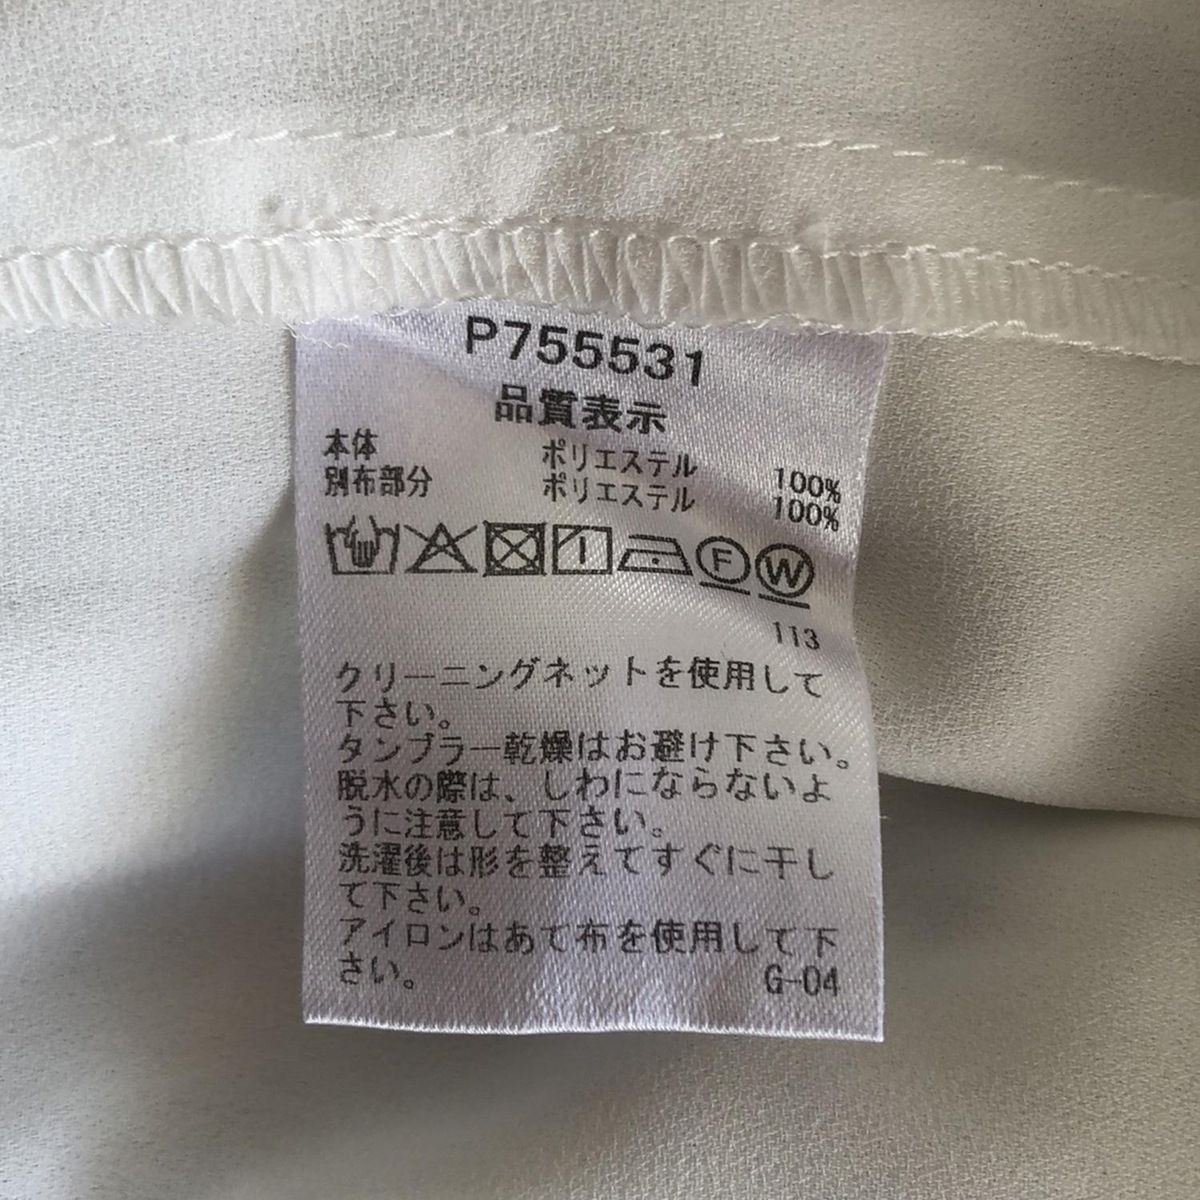 P755531
品質表示
本体 ポリエステル 100%
別布部分 ポリエステル 100%
F W
113
クリーニングネットを使用して
下さい。
タンブラー乾燥はお避け下さい。
脱水の際は、しわにならないよ
うに注意して下さい。
洗濯後は形を整えてすぐに干し
て下さい。
アイロンはあて布を使用して下
さい。 G-04